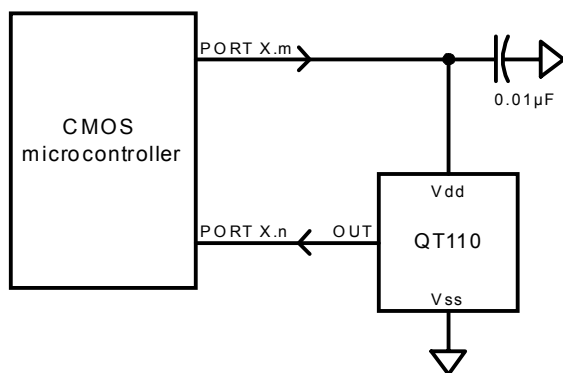 PORT X.m
0.01µF
CMOS
microcontroller
Vdd
PORT X.n
OUT
QT110
Vss